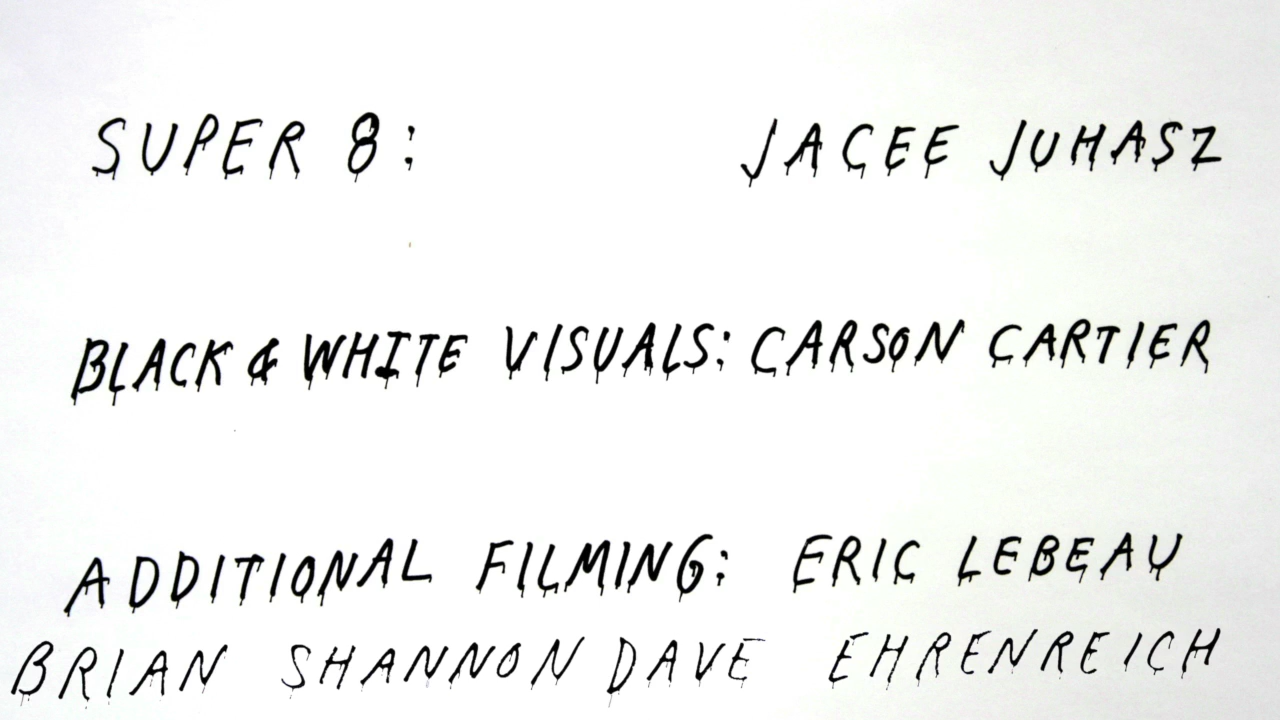 SUPER 8: JACEE JUHASZ
BLACK & WHITE VISUALS: CARSON CARTIER
ADDITIONAL FILMING: ERIC LEBEAU
BRIAN SHANNON DAVE EHRENREICH